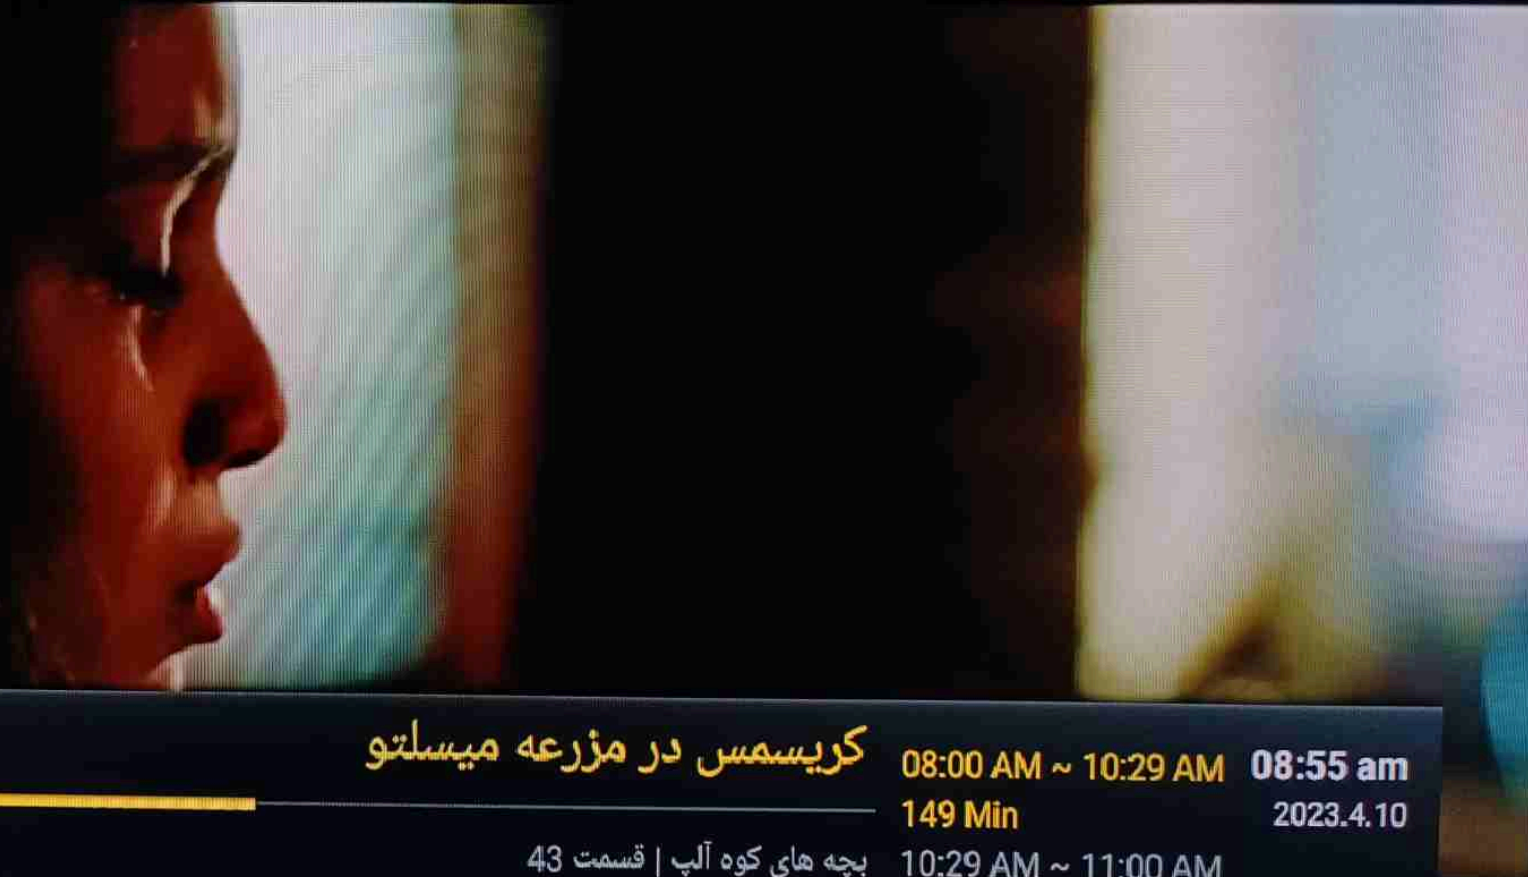 کریسمس در مزرعه میسلتو
08:00 AM ~ 10:29 AM
08:55 am
149 Min
2023.4.10
بچه های کوه آلپ | قسمت 43
10:29 AM ~ 11:00 AM